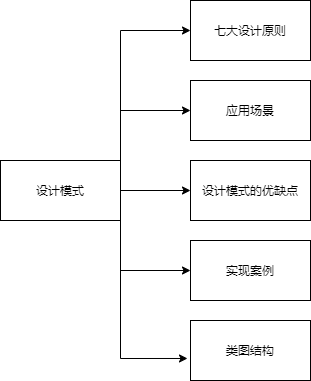 七大设计原则
应用场景
设计模式
设计模式的优缺点
实现案例
类图结构